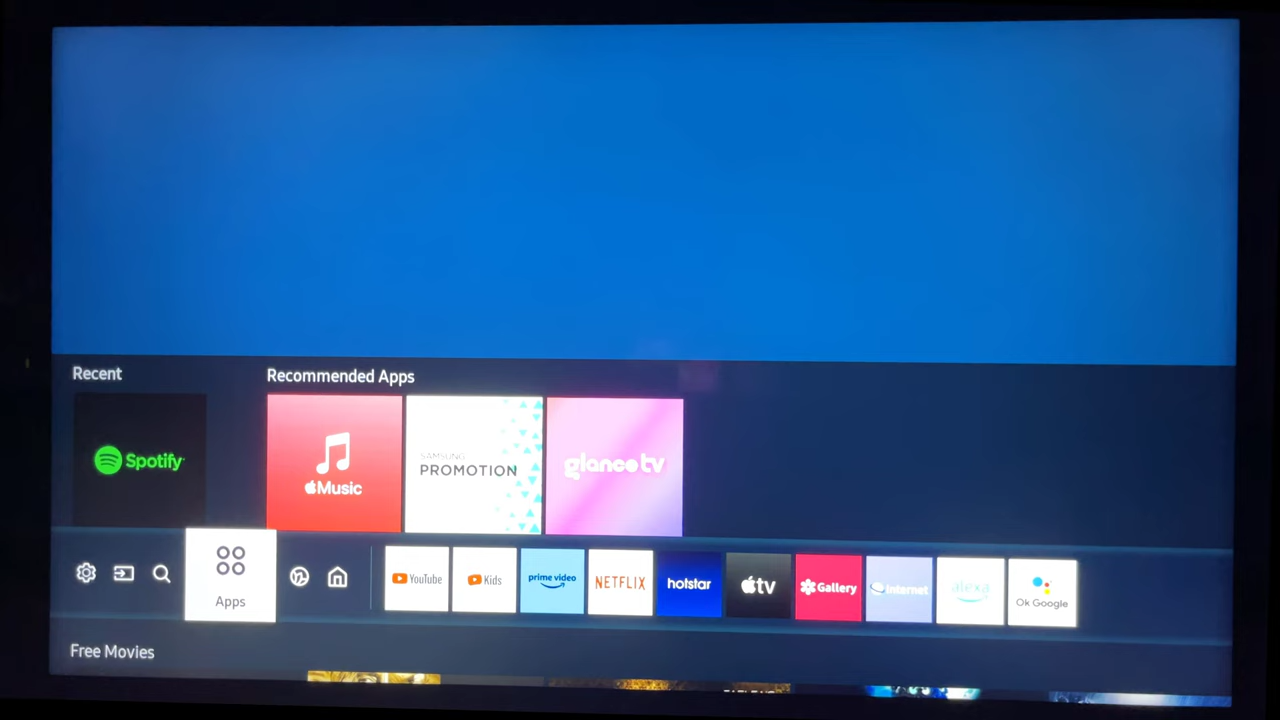 Recent
Recommended Apps
Spotify
Music
SAMSUNG
PROMOTION
glance tv
Apps
YouTube
Kids
prime video
NETFLIX
hotstar
tv
Gallery
Internet
alexa
Ok Google
Free Movies